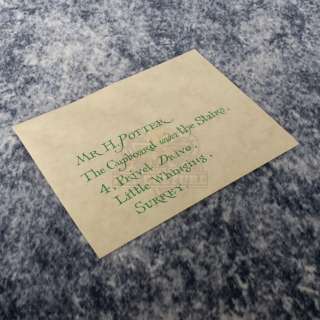 MR H. POTTER,
The Cupboard under the Stairs,
4, Privet Drive,
Little Whinging,
SURREY.